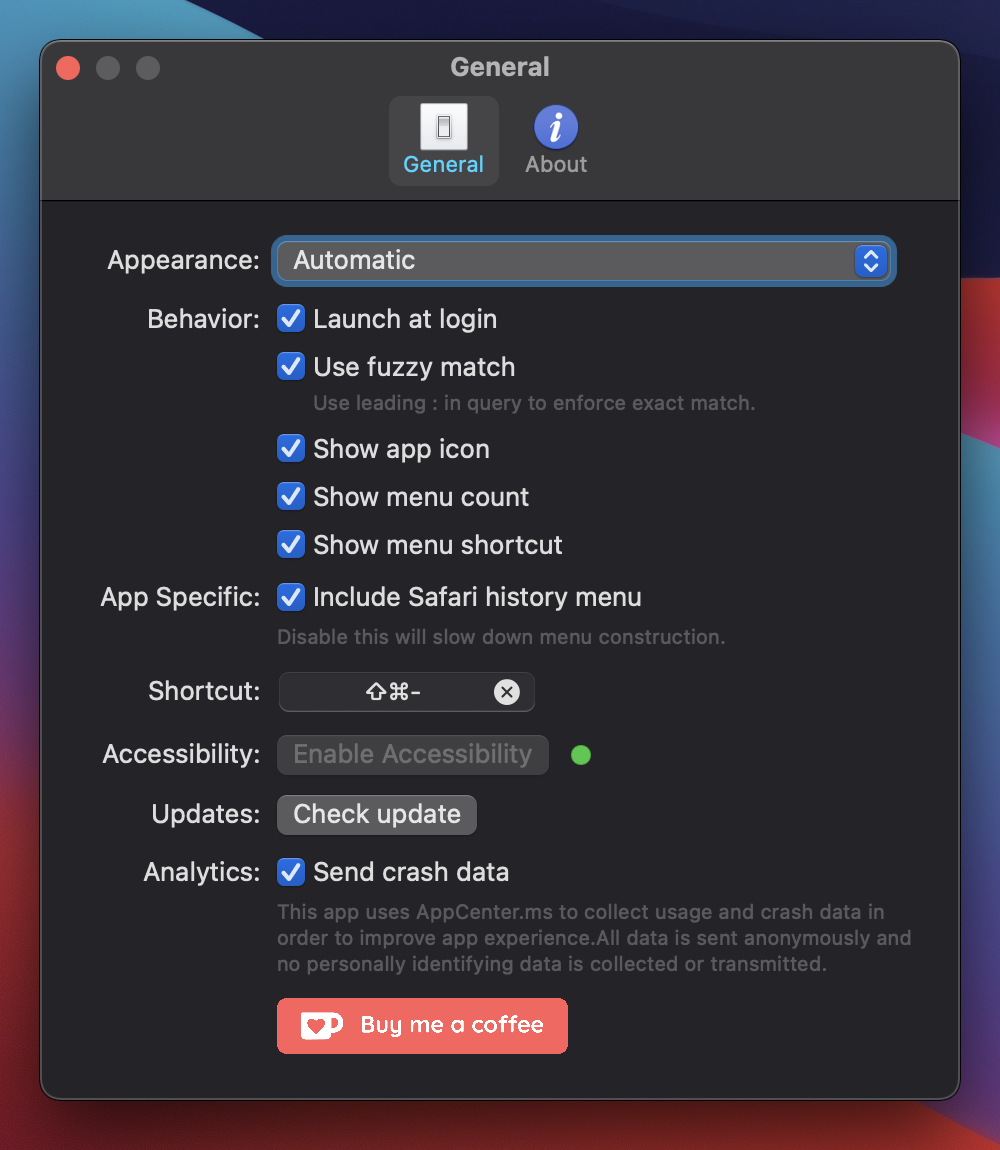 General
General
About
Appearance: Automatic
Behavior: Launch at login
Use fuzzy match
Use leading : in query to enforce exact match.
Show app icon
Show menu count
Show menu shortcut
App Specific: Include Safari history menu
Disable this will slow down menu construction.
Shortcut: ⇧⌘-
Accessibility: Enable Accessibility
Updates: Check update
Analytics: Send crash data
This app uses AppCenter.ms to collect usage and crash data in
order to improve app experience.All data is sent anonymously and
no personally identifying data is collected or transmitted.
Buy me a coffee